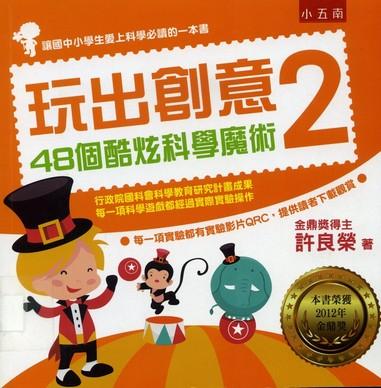 小五南
讓國中小學生愛上科學必讀的一本書
玩出創意2
48個酷炫科學魔術
行政院國科會科學教育研究計畫成果
每一項科學遊戲都經過實際實驗操作
每一項實驗都有實驗影片QRC，提供讀者下載觀賞
金鼎獎得主
許良榮 著
本書榮獲
2012年
金鼎獎